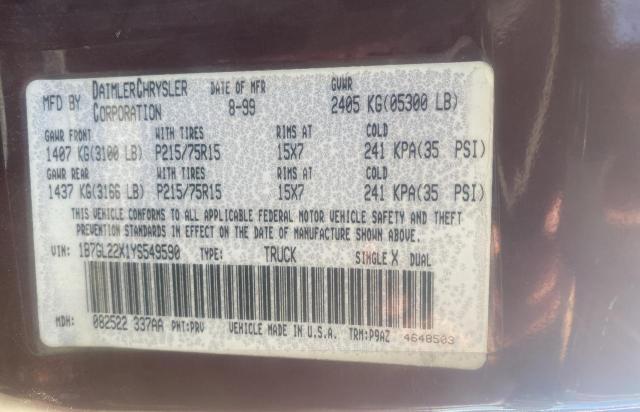 MFD BY DAIMLERCHRYSLER CORPORATION DATE OF MFR 8-99 GVWR 2405 KG(05300 LB)
GAWR FRONT WITH TIRES RIMS AT COLD
1407 KG(3100 LB) P215/75R15 15X7 241 KPA(35 PSI)
GAWR REAR WITH TIRES RIMS AT COLD
1437 KG(3166 LB) P215/75R15 15X7 241 KPA(35 PSI)
THIS VEHICLE CONFORMS TO ALL APPLICABLE FEDERAL MOTOR VEHICLE SAFETY AND THEFT
PREVENTION STANDARDS IN EFFECT ON THE DATE OF MANUFACTURE SHOWN ABOVE.
VIN: 1B7GL22X1YS549590 TYPE: TRUCK SINGLE X DUAL
MDH: 082522 337AA PNT:PRV VEHICLE MADE IN U.S.A. TRM:P9AZ 4648503